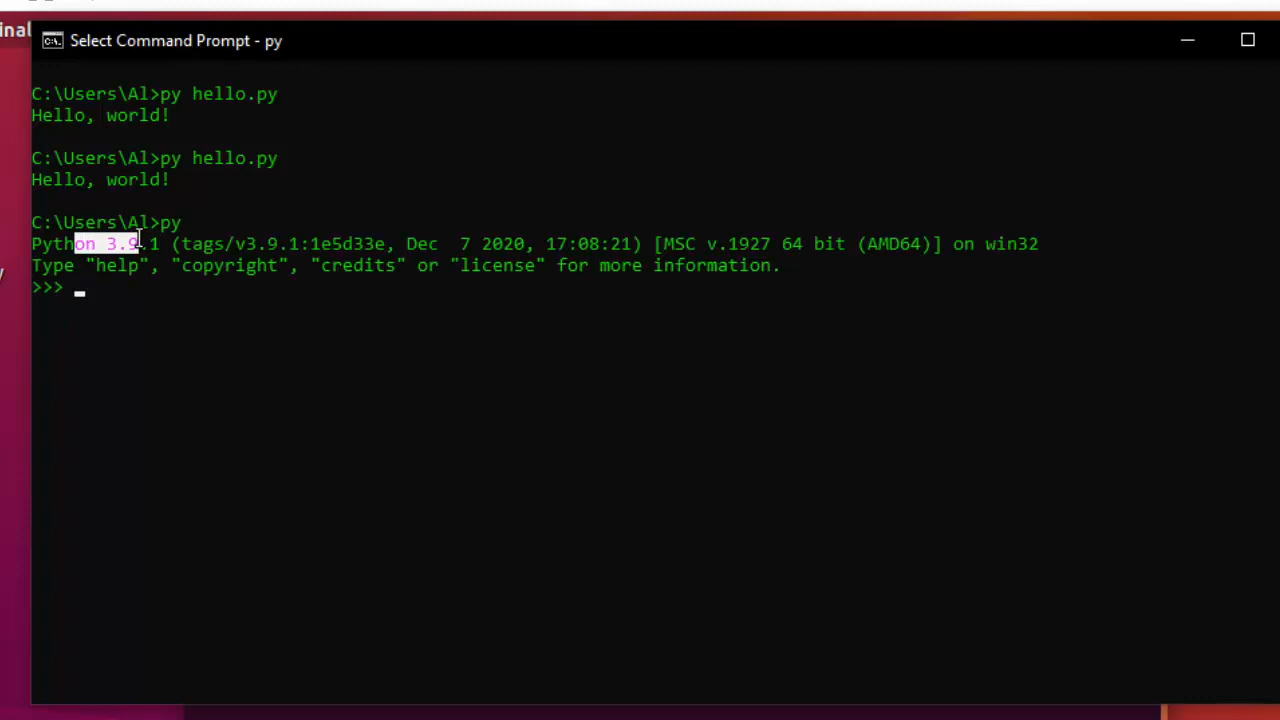 inal
Select Command Prompt - py
C:\Users\Al>py hello.py
Hello, world!
C:\Users\Al>py hello.py
Hello, world!
C:\Users\Al>py
Python 3.9.1 (tags/v3.9.1:1e5d33e, Dec  7 2020, 17:08:21) [MSC v.1927 64 bit (AMD64)] on win32
Type "help", "copyright", "credits" or "license" for more information.
>>>